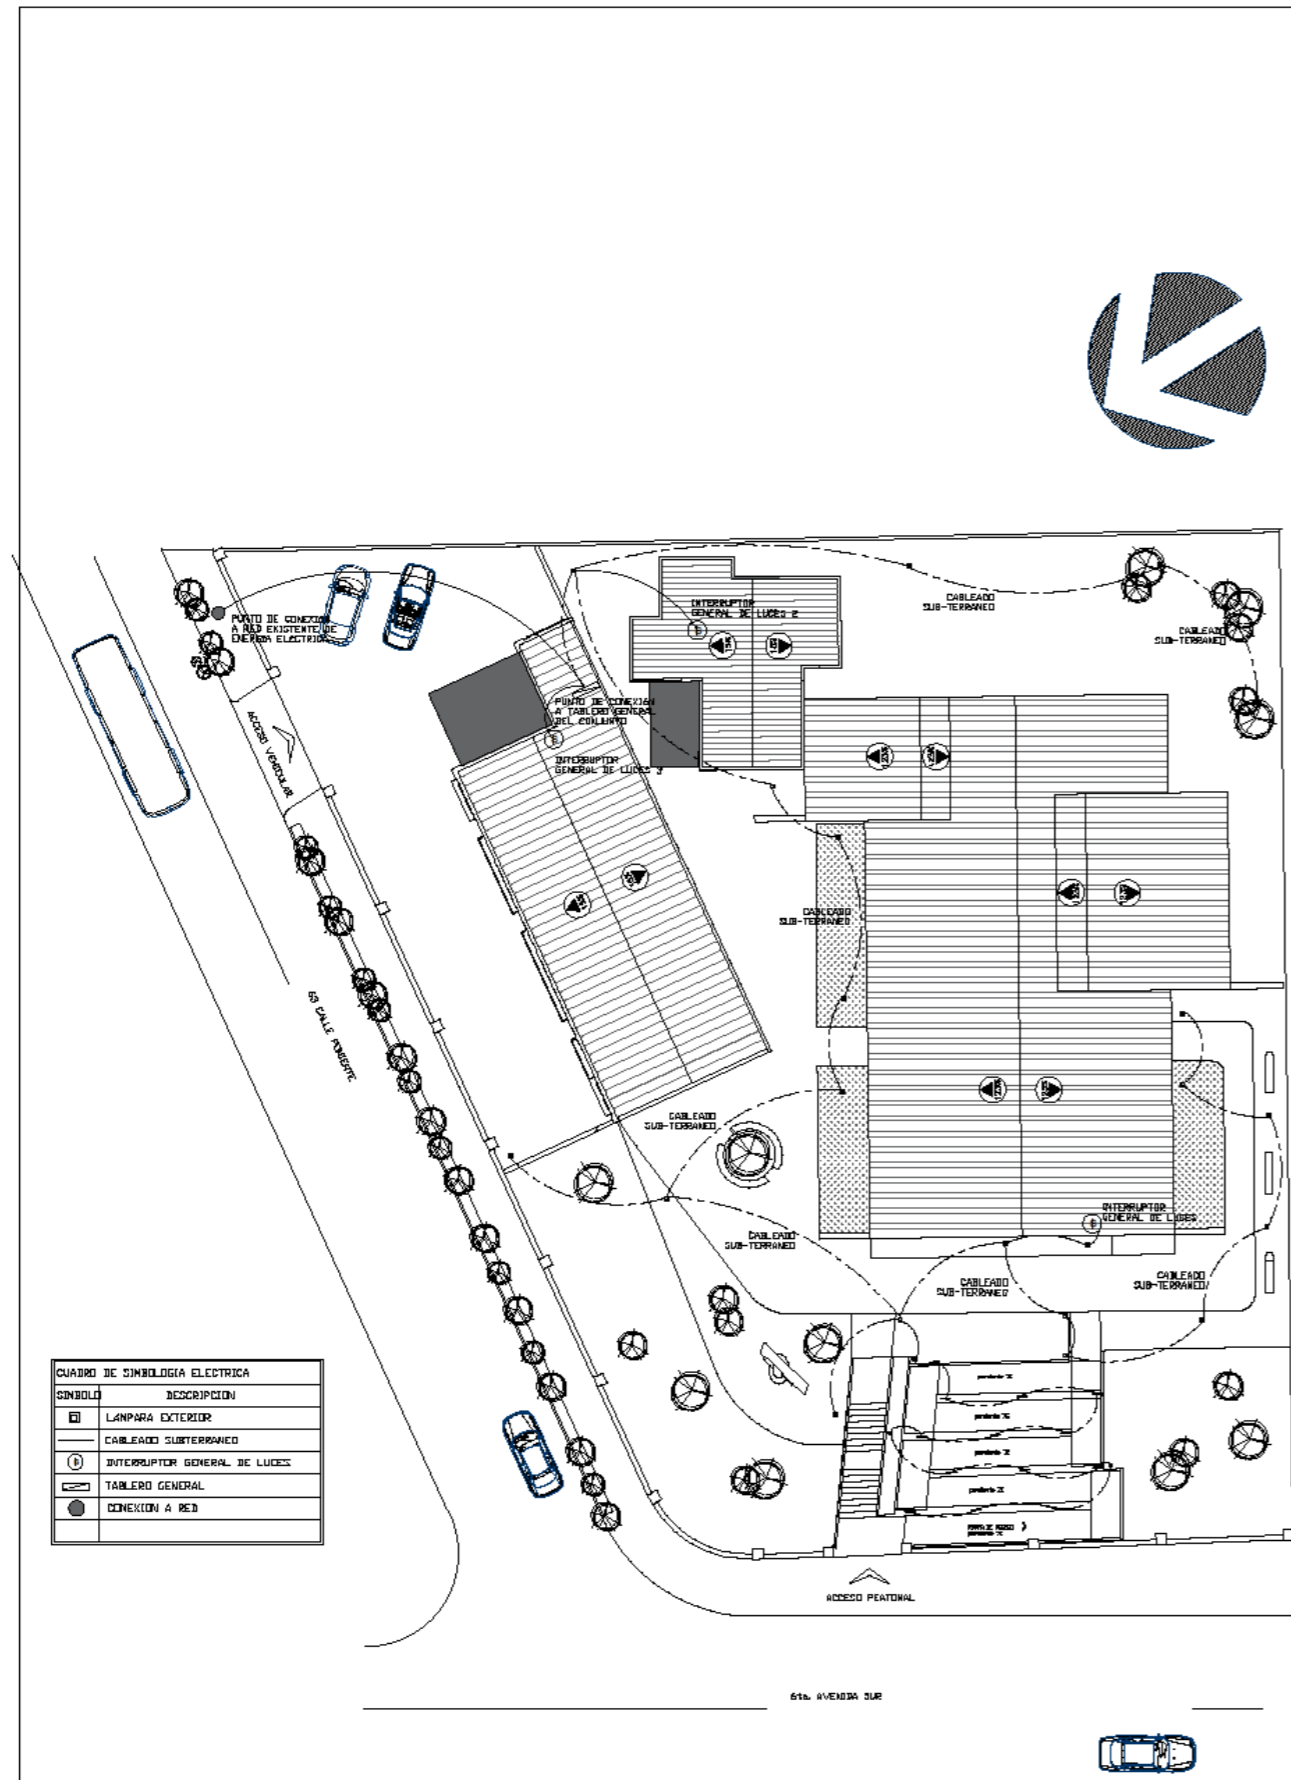 INTERRUPTOR
GENERAL DE LUCES 2
CABLEADO
SUB-TERRANEO
CABLEADO
SUB-TERRANEO
PUNTO DE CONEXION
A RED EXISTENTE DE
ENERGIA ELECTRICA
PUNTO DE CONEXION
A TABLERO GENERAL
DEL CONJUNTO
INTERRUPTOR
GENERAL DE LUCES 3
ACCESO VEHICULAR
CABLEADO
SUB-TERRANEO
63 CALLE PONIENTE
CABLEADO
SUB-TERRANEO
INTERRUPTOR
GENERAL DE LUCES
CABLEADO
SUB-TERRANEO
CABLEADO
SUB-TERRANEO
CABLEADO
SUB-TERRANEO
CUADRO DE SIMBOLOGIA ELECTRICA
SIMBOLO DESCRIPCION
LAMPARA EXTERIOR
CABLEADO SUBTERRANEO
INTERRUPTOR GENERAL DE LUCES
TABLERO GENERAL
CONEXION A RED
ACCESO PEATONAL
6ta. AVENIDA SUR